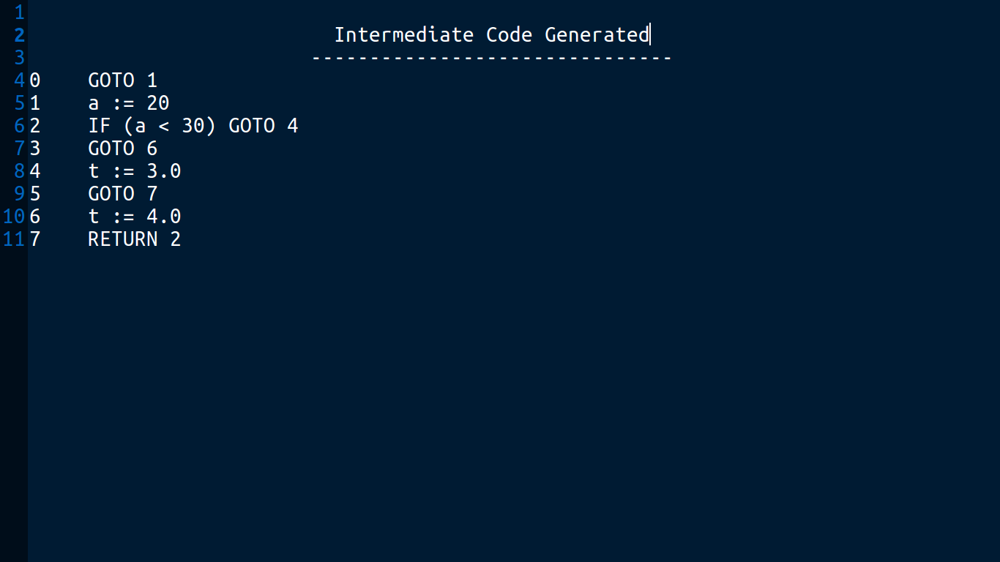 1
2 Intermediate Code Generated
3 -------------------------------
4 0 GOTO 1
5 1 a := 20
6 2 IF (a < 30) GOTO 4
7 3 GOTO 6
8 4 t := 3.0
9 5 GOTO 7
10 6 t := 4.0
11 7 RETURN 2